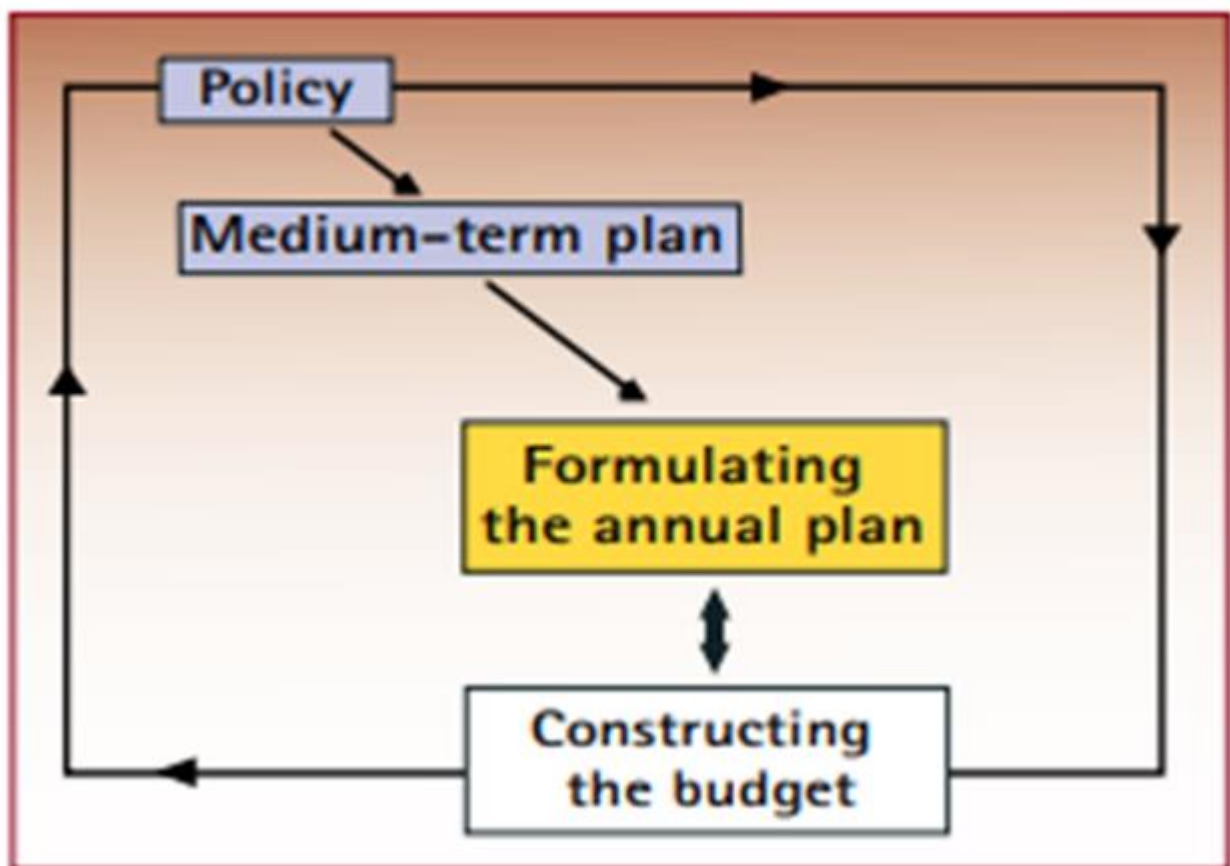 Policy
Medium-term plan
Formulating
the annual plan
Constructing
the budget